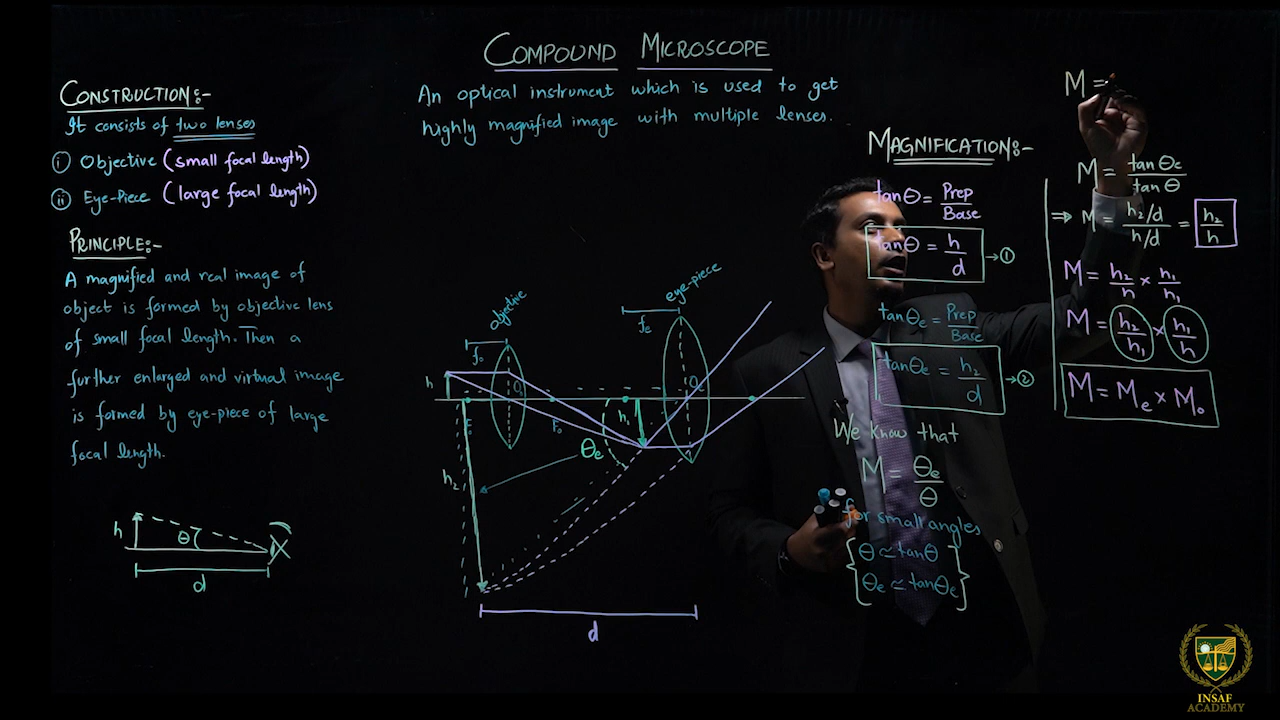 COMPOUND MICROSCOPE
An optical instrument which is used to get
highly magnified image with multiple lenses.
CONSTRUCTION:-
It consists of two lenses
i Objective (small focal length)
ii Eye-Piece (large focal length)
PRINCIPLE:-
A magnified and real image of
object is formed by objective lens
of small focal length. Then a
further enlarged and virtual image
is formed by eye-piece of large
focal length.
h
θ
d
objective
eye-piece
fo
fe
h
Fo
h1
θe
h2
d
MAGNIFICATION:-
tanθ = Prep/Base
tanθ = h/d → 1
tanθe = Prep/Base
tanθe = h2/d → 2
We know that
M = θe/θ
for small angles
{θ ≃ tanθ
θe ≃ tanθe}
M =
M = tanθe/tanθ
⇒ M = h2/d / h/d = h2/h
M = h2/h × h1/h1
M = h2/h1 × h1/h
M = Me × Mo
INSAF
ACADEMY